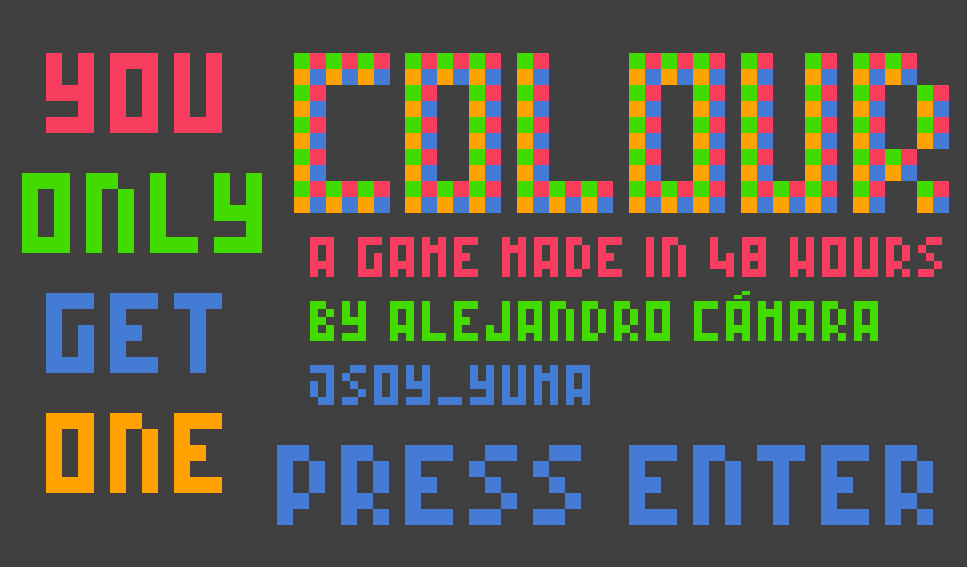 YOU
ONLY
GET
ONE
COLOUR
A GAME MADE IN 48 HOURS
BY ALEJANDRO CÁMARA
@SOY_YUMA
PRESS ENTER